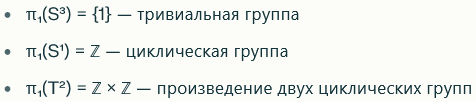 • π₁(S³) = {1} — тривиальная группа
• π₁(S¹) = ℤ — циклическая группа
• π₁(T²) = ℤ × ℤ — произведение двух циклических групп